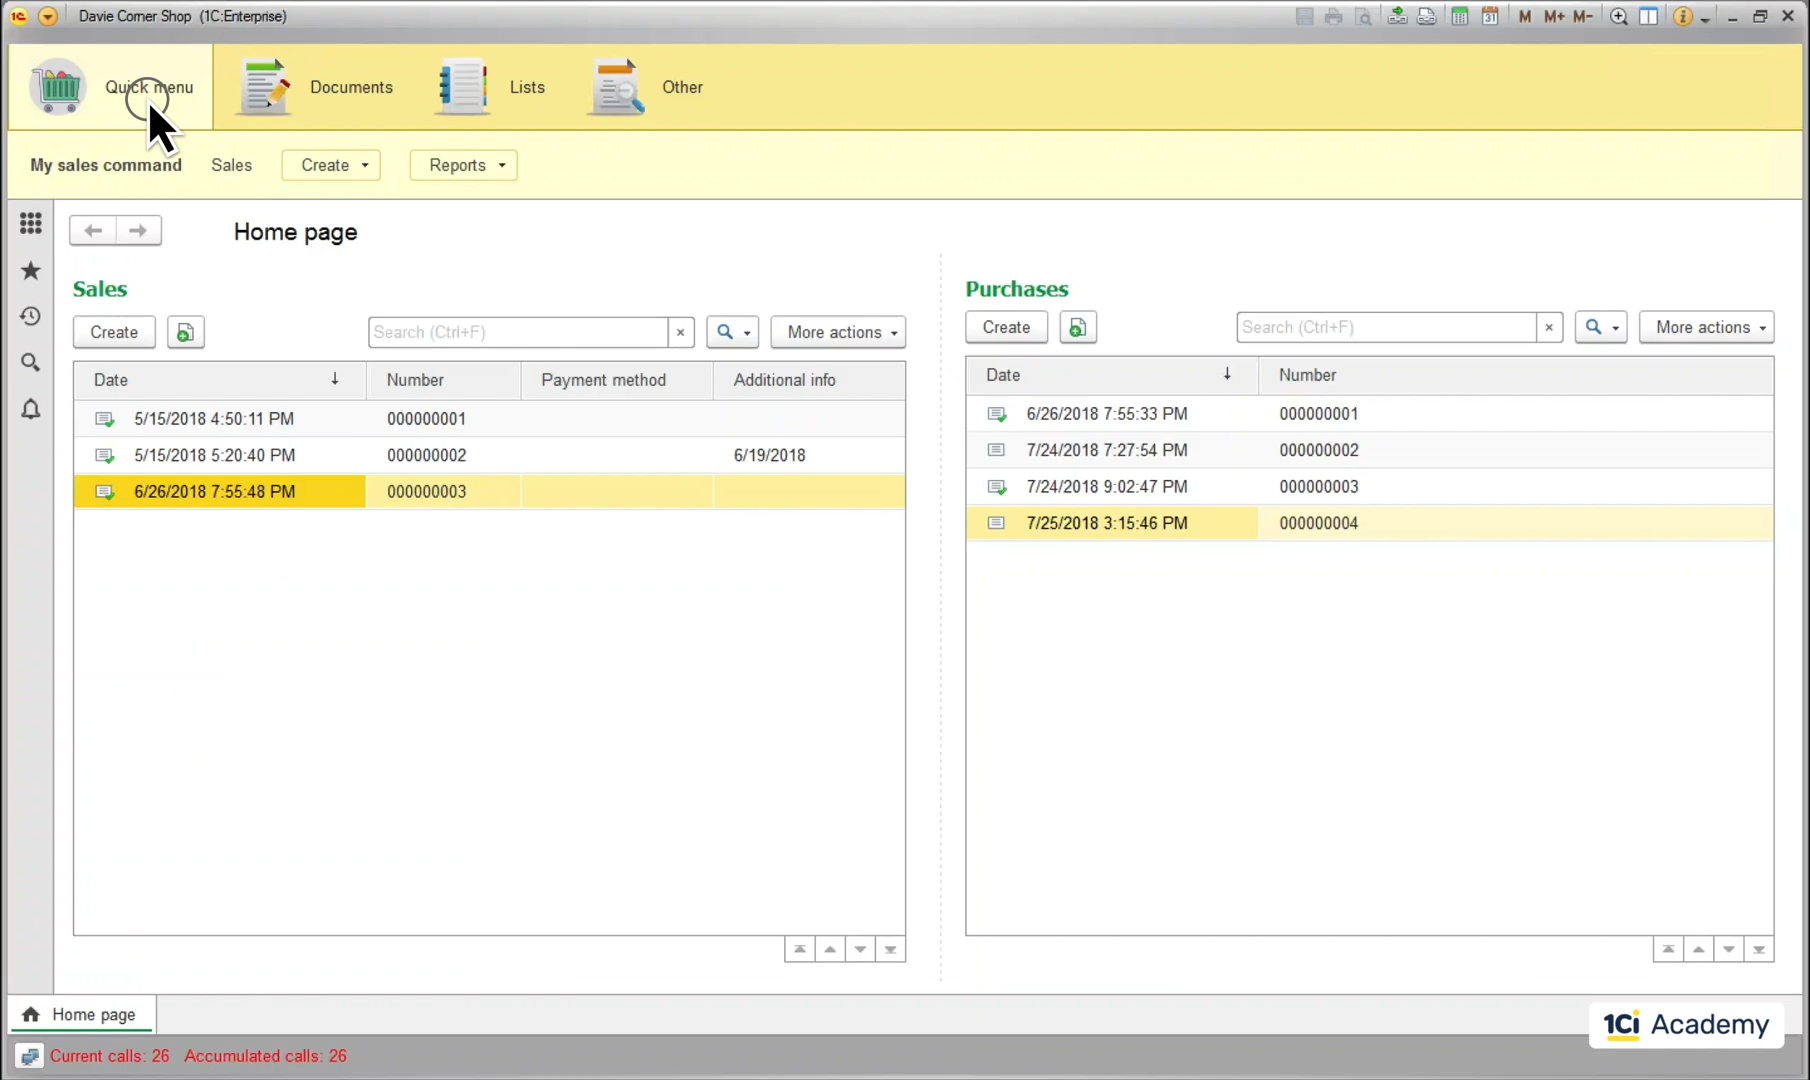 Davie Corner Shop (1C:Enterprise)
M M+ M-
Quick menu Documents Lists Other
My sales command Sales Create Reports
Home page
Sales
Create Search (Ctrl+F) × More actions
Date Number Payment method Additional info
5/15/2018 4:50:11 PM 000000001
5/15/2018 5:20:40 PM 000000002 6/19/2018
6/26/2018 7:55:48 PM 000000003
Purchases
Create Search (Ctrl+F) × More actions
Date Number
6/26/2018 7:55:33 PM 000000001
7/24/2018 7:27:54 PM 000000002
7/24/2018 9:02:47 PM 000000003
7/25/2018 3:15:46 PM 000000004
Home page
1Ci Academy
Current calls: 26 Accumulated calls: 26